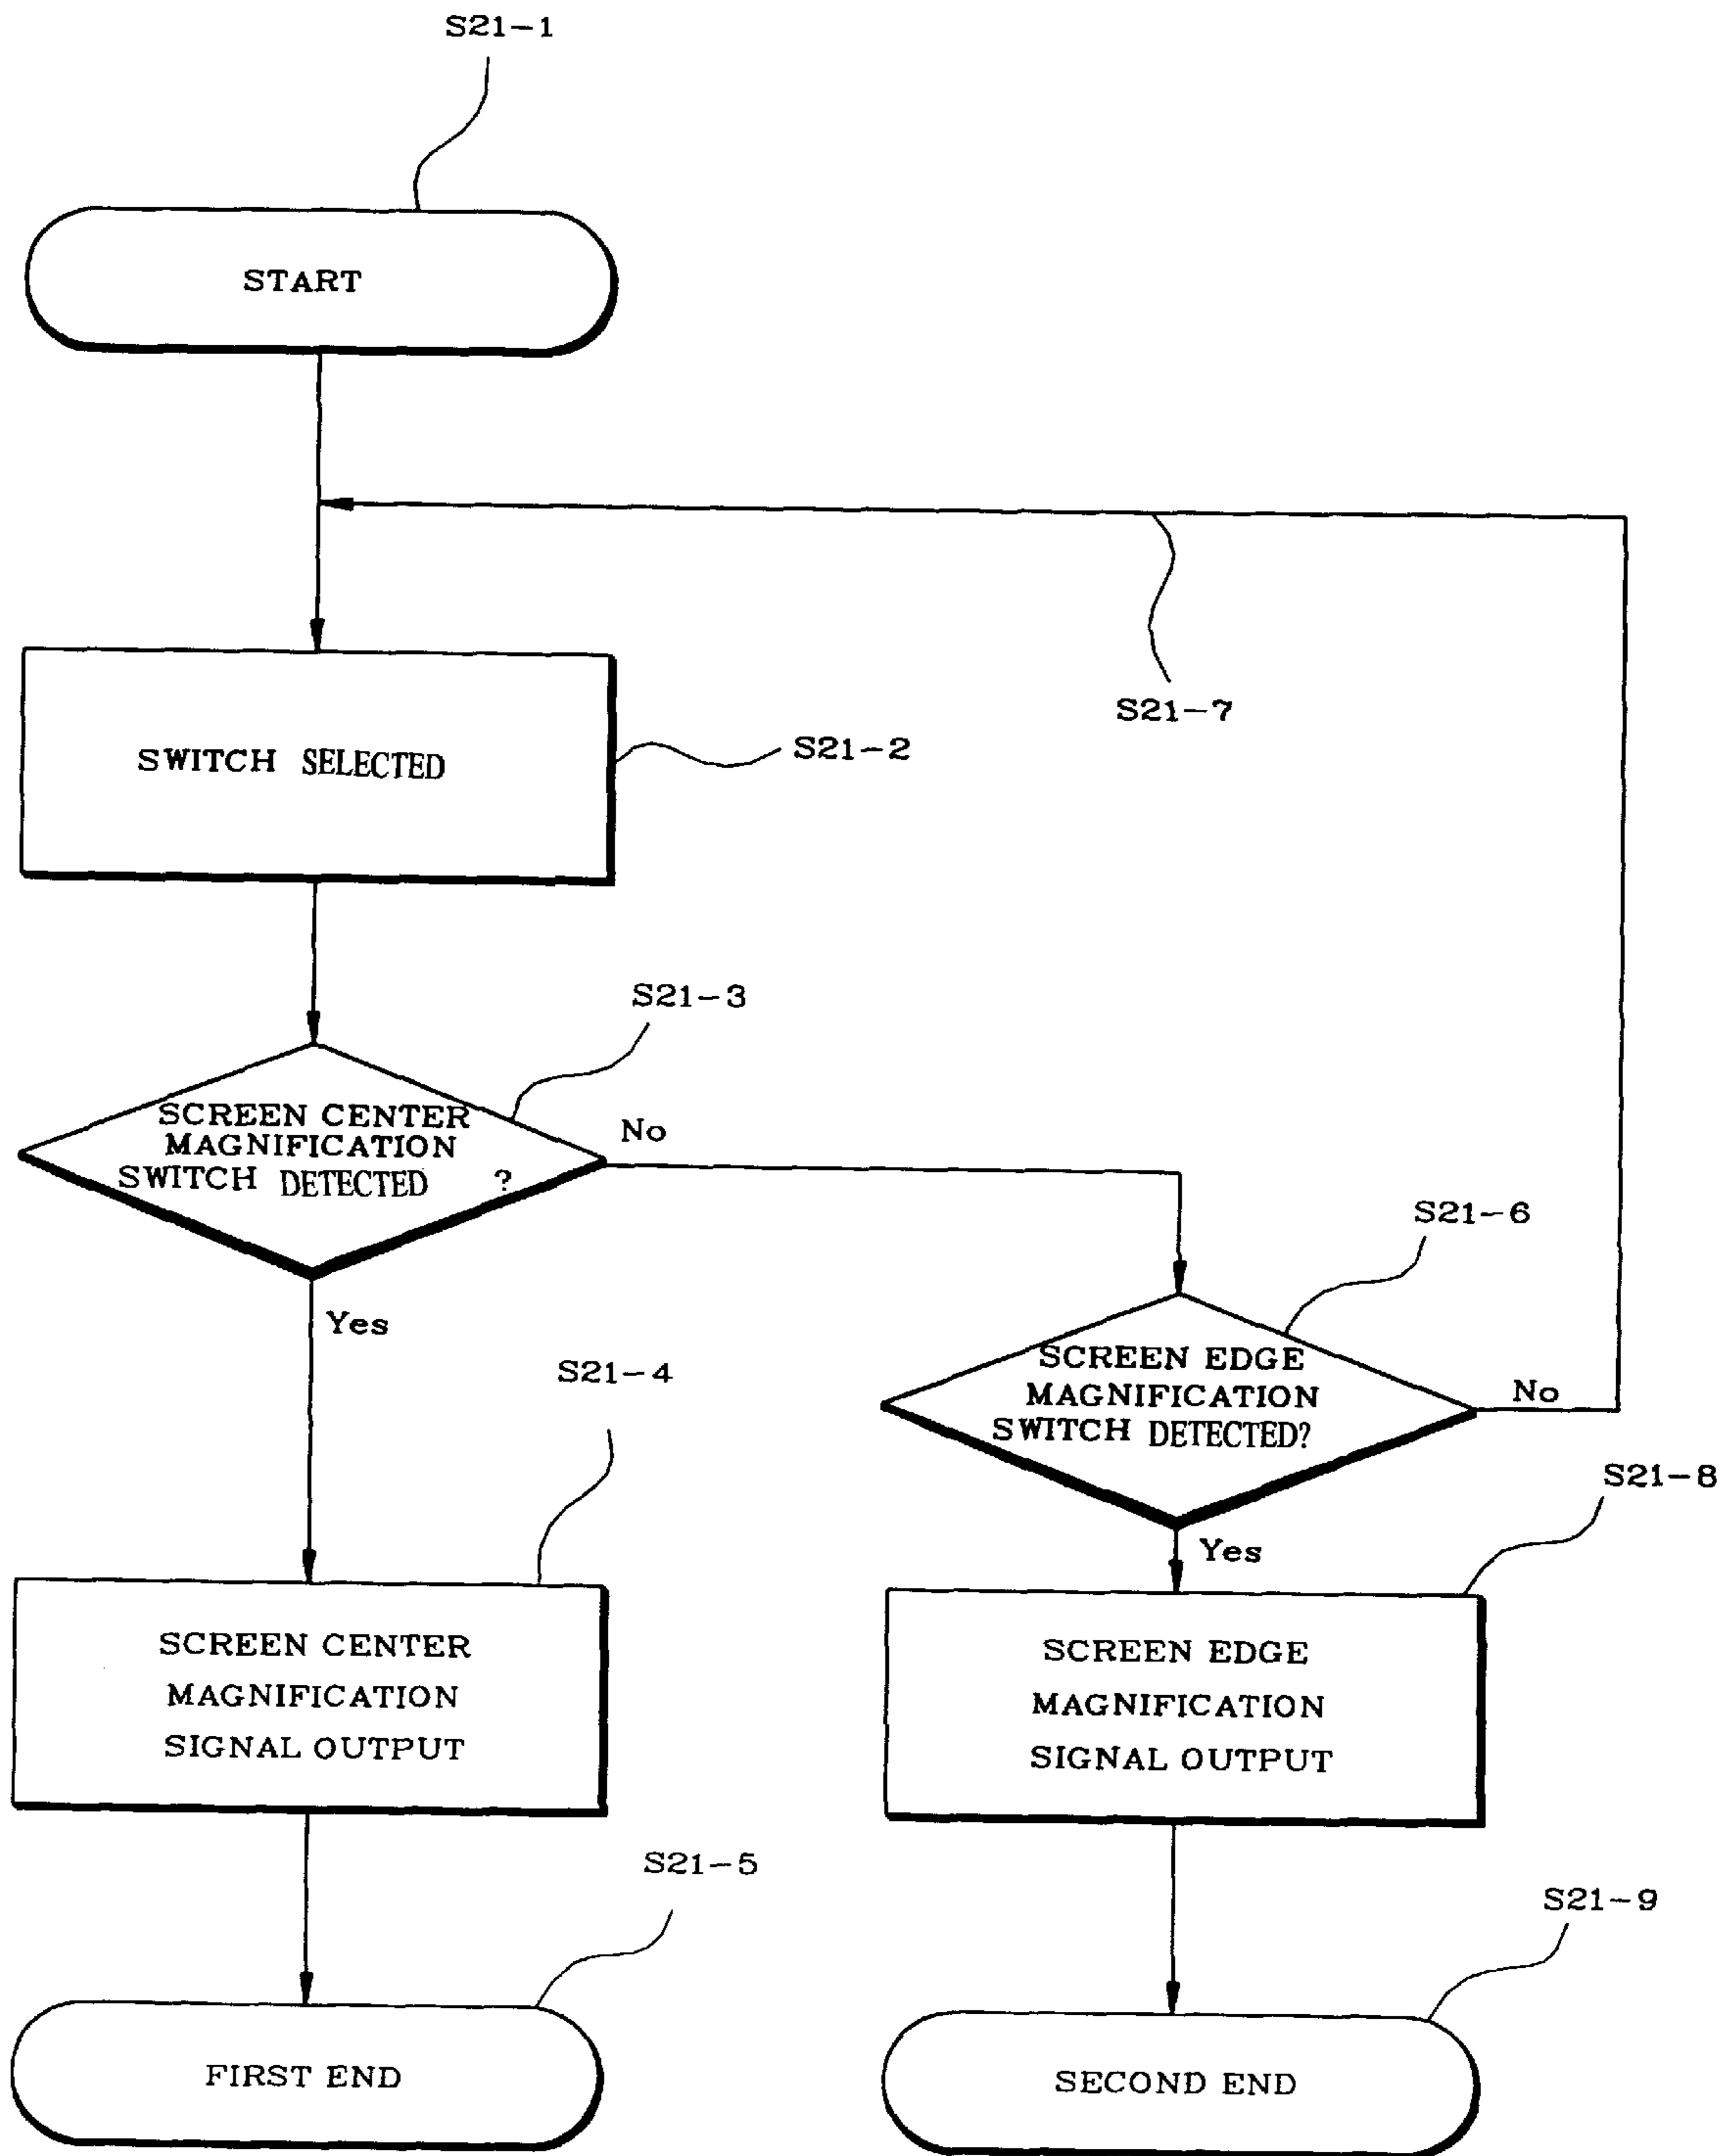 S21-1
START
S21-7
SWITCH SELECTED
S21-2
S21-3
SCREEN CENTER
MAGNIFICATION
SWITCH DETECTED ?
No
Yes
S21-6
SCREEN EDGE
MAGNIFICATION
SWITCH DETECTED?
No
Yes
S21-4
SCREEN CENTER
MAGNIFICATION
SIGNAL OUTPUT
S21-8
SCREEN EDGE
MAGNIFICATION
SIGNAL OUTPUT
S21-5
FIRST END
S21-9
SECOND END